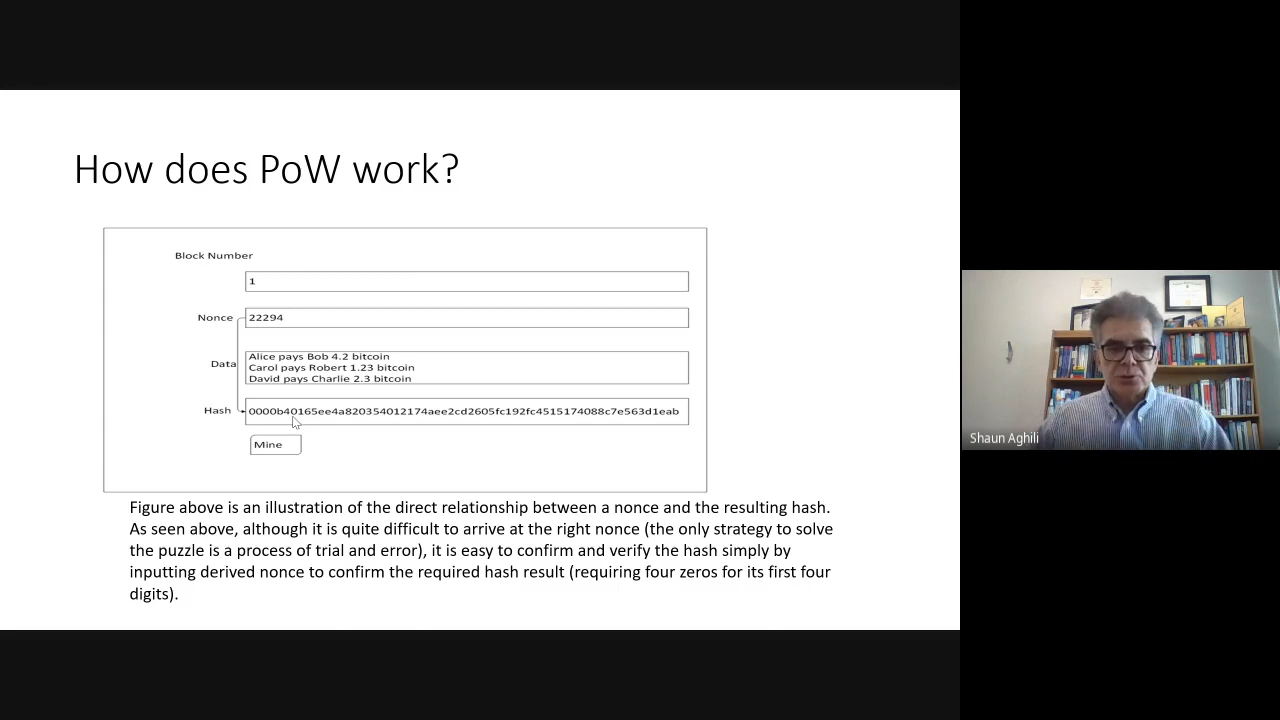 How does PoW work?
Block Number
1
Nonce
22294
Data
Alice pays Bob 4.2 bitcoin
Carol pays Robert 1.23 bitcoin
David pays Charlie 2.3 bitcoin
Hash
0000b40165ee4a820354012174aee2cd2605fc192fc4515174088c7e563d1eab
Mine
Figure above is an illustration of the direct relationship between a nonce and the resulting hash.
As seen above, although it is quite difficult to arrive at the right nonce (the only strategy to solve
the puzzle is a process of trial and error), it is easy to confirm and verify the hash simply by
inputting derived nonce to confirm the required hash result (requiring four zeros for its first four
digits).
Shaun Aghili